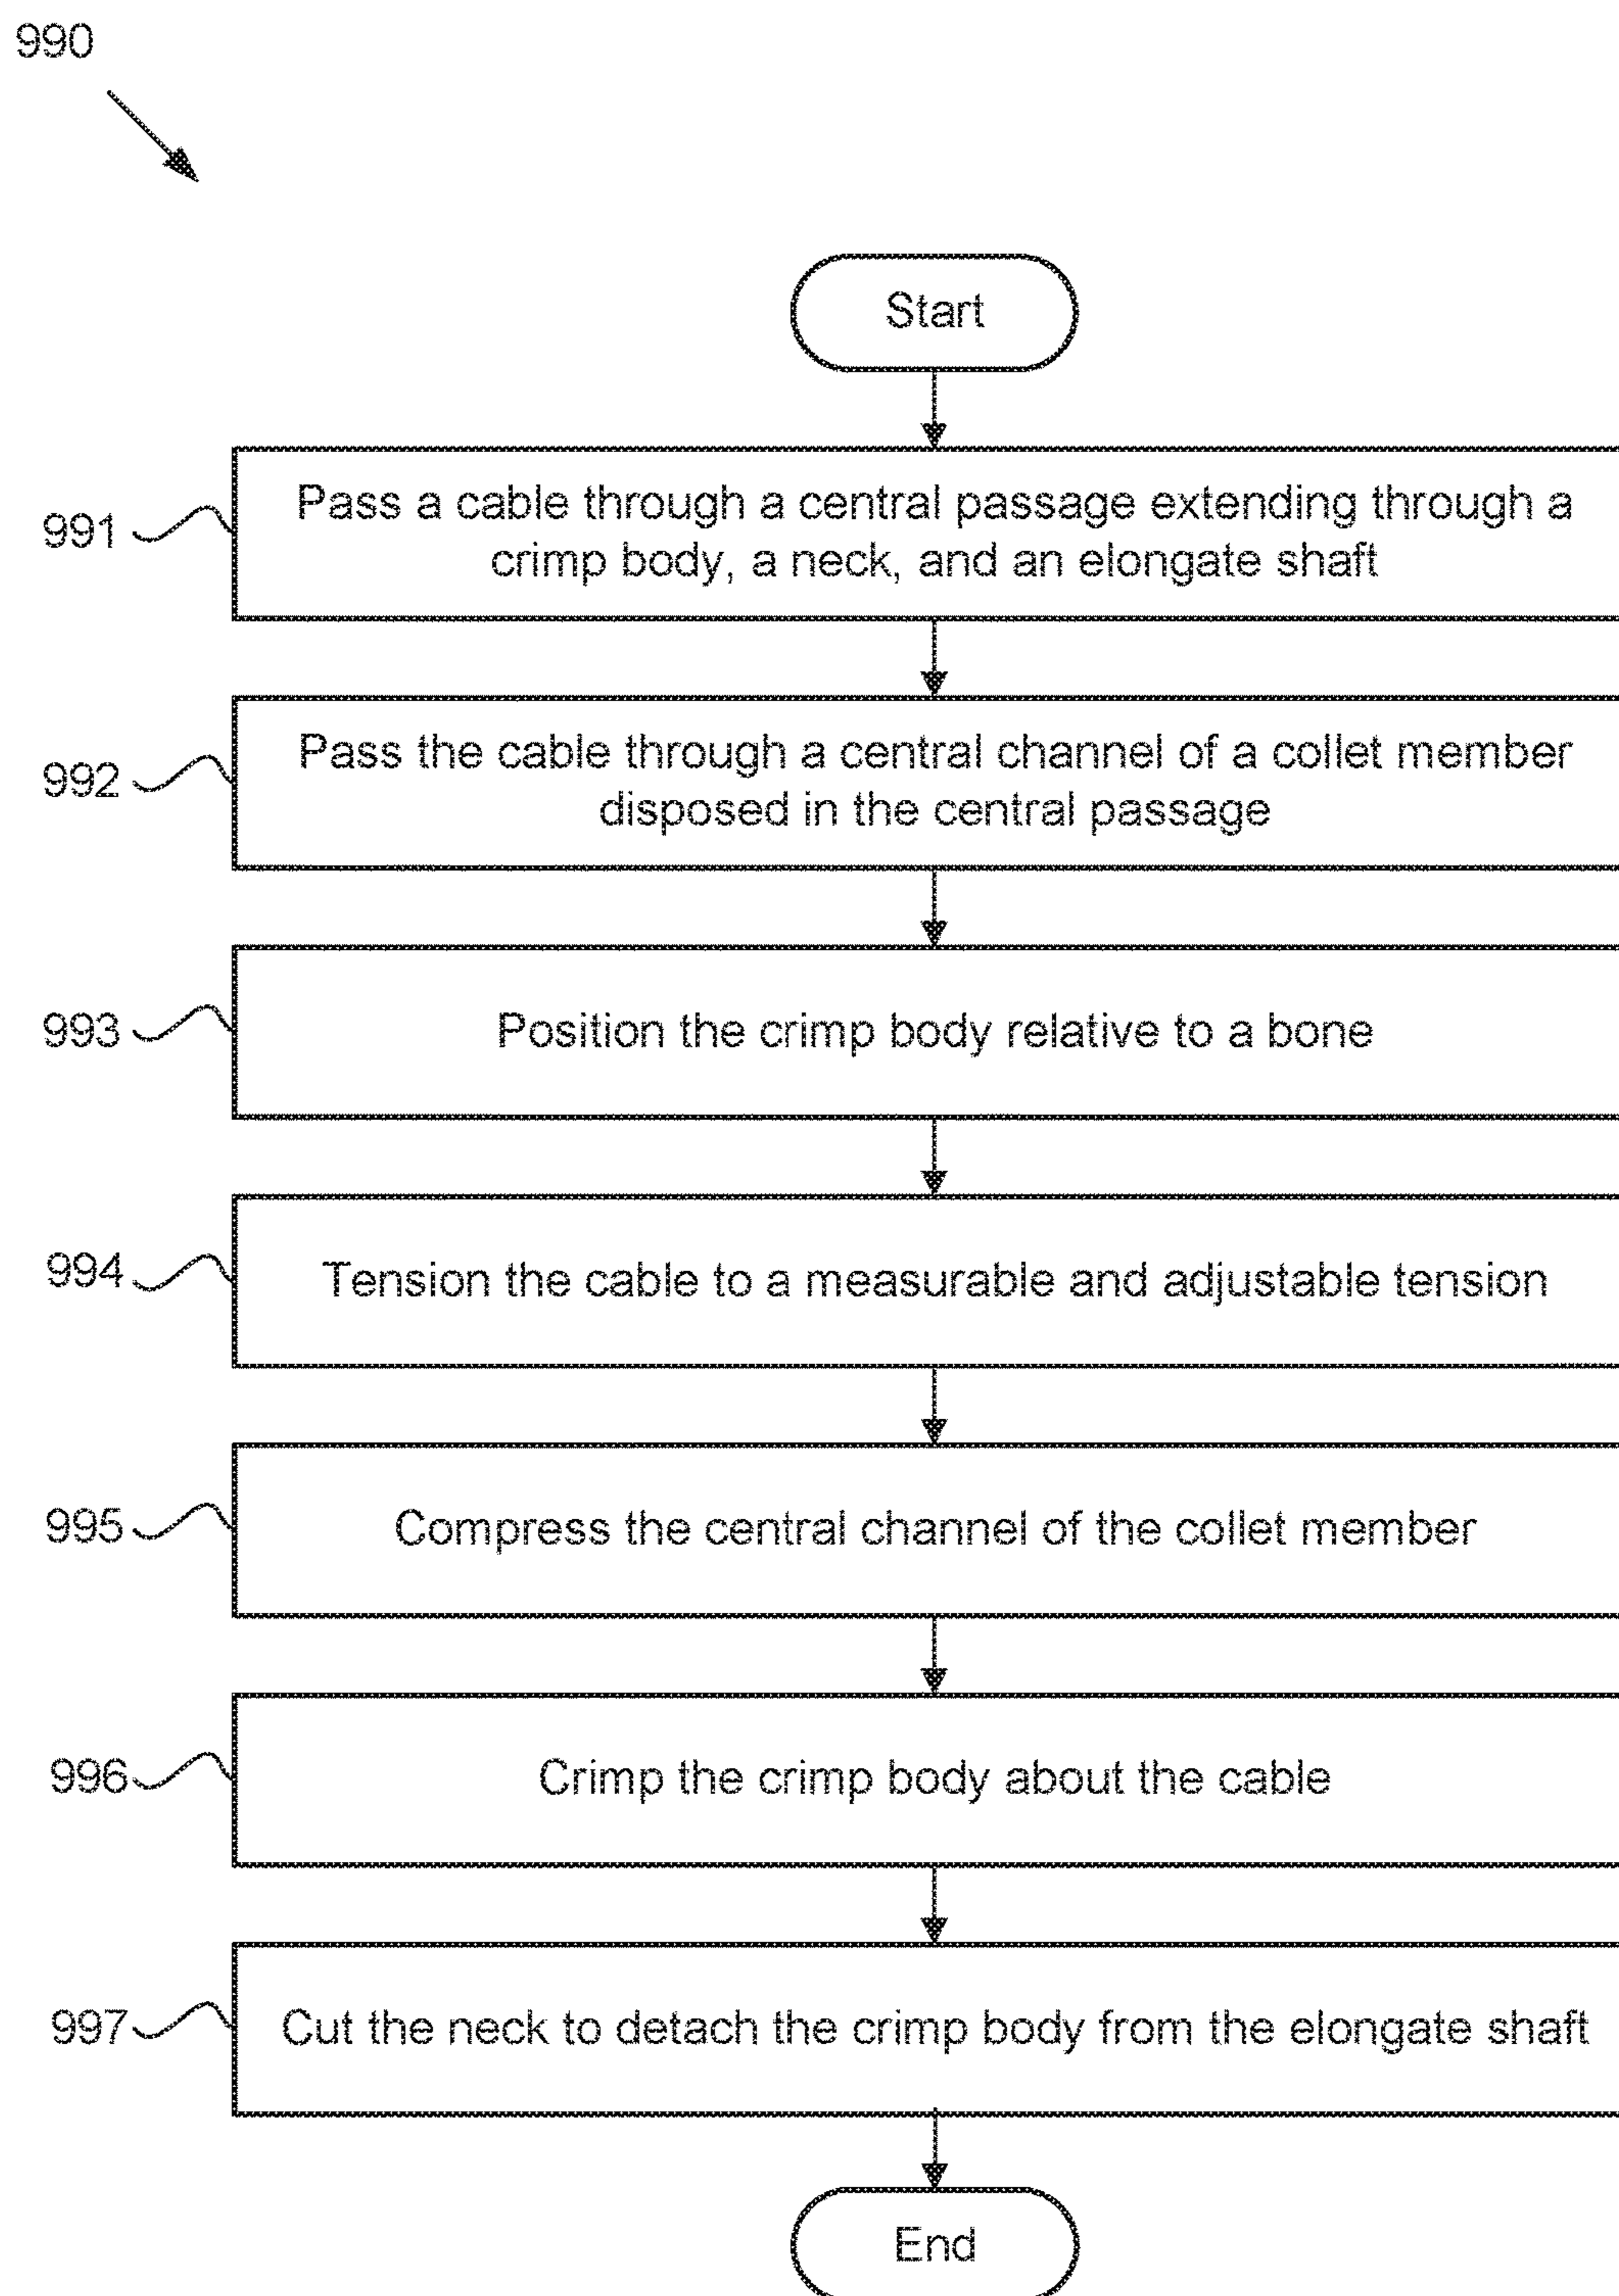 990
Start
991
Pass a cable through a central passage extending through a
crimp body, a neck, and an elongate shaft
992
Pass the cable through a central channel of a collet member
disposed in the central passage
993
Position the crimp body relative to a bone
994
Tension the cable to a measurable and adjustable tension
995
Compress the central channel of the collet member
996
Crimp the crimp body about the cable
997
Cut the neck to detach the crimp body from the elongate shaft
End